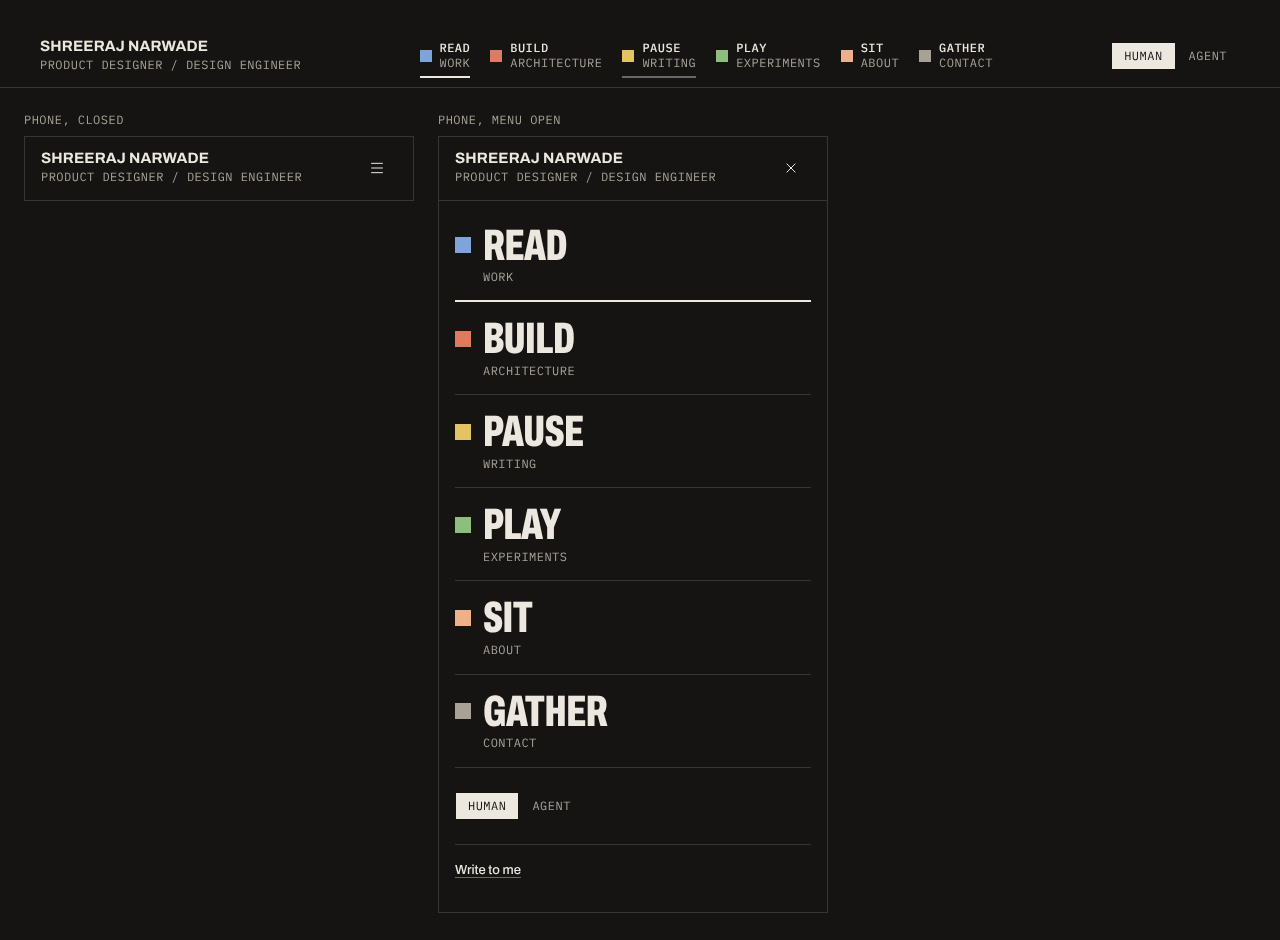 SHREERAJ NARWADE
PRODUCT DESIGNER / DESIGN ENGINEER
READ
WORK
BUILD
ARCHITECTURE
PAUSE
WRITING
PLAY
EXPERIMENTS
SIT
ABOUT
GATHER
CONTACT
HUMAN
AGENT
PHONE, CLOSED
SHREERAJ NARWADE
PRODUCT DESIGNER / DESIGN ENGINEER
PHONE, MENU OPEN
SHREERAJ NARWADE
PRODUCT DESIGNER / DESIGN ENGINEER
READ
WORK
BUILD
ARCHITECTURE
PAUSE
WRITING
PLAY
EXPERIMENTS
SIT
ABOUT
GATHER
CONTACT
HUMAN
AGENT
Write to me